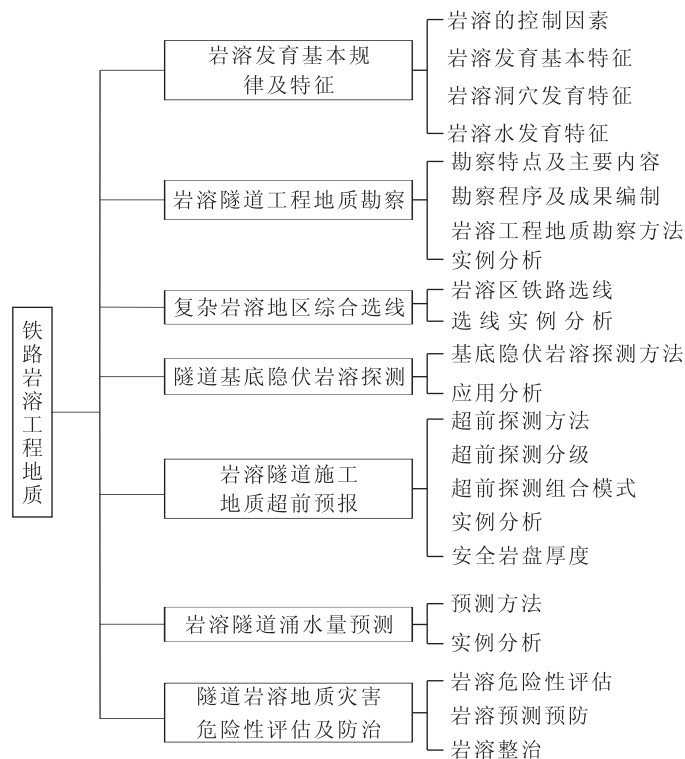 铁路岩溶工程地质
岩溶发育基本规
律及特征
岩溶的控制因素
岩溶发育基本特征
岩溶洞穴发育特征
岩溶水发育特征
岩溶隧道工程地质勘察
勘察特点及主要内容
勘察程序及成果编制
岩溶工程地质勘察方法
实例分析
复杂岩溶地区综合选线
岩溶区铁路选线
选线实例分析
隧道基底隐伏岩溶探测
基底隐伏岩溶探测方法
应用分析
岩溶隧道施工
地质超前预报
超前探测方法
超前探测分级
超前探测组合模式
实例分析
安全岩盘厚度
岩溶隧道涌水量预测
预测方法
实例分析
隧道岩溶地质灾害
危险性评估及防治
岩溶危险性评估
岩溶预测预防
岩溶整治